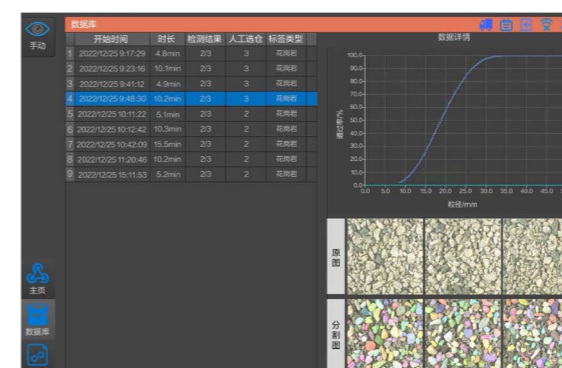 数据库
手动
开始时间 时长 检测结果 人工选仓 标签类型
1 2022/12/25 9:17:29 4.8min 2/3 3 花岗岩
2 2022/12/25 9:23:16 10.1min 2/3 3 花岗岩
3 2022/12/25 9:41:12 4.9min 2/3 3 花岗岩
4 2022/12/25 9:48:30 10.2min 2/3 3 花岗岩
5 2022/12/25 10:11:22 5.1min 2/3 2 花岗岩
6 2022/12/25 10:12:42 10.3min 2/3 2 花岗岩
7 2022/12/25 10:42:09 15.5min 2/3 2 花岗岩
8 2022/12/25 11:20:46 10.2min 2/3 2 花岗岩
9 2022/12/25 15:11:53 5.2min 2/3 2 花岗岩
主页
数据库
数据详情
100.0
90.0
80.0
70.0
60.0
50.0
40.0
30.0
20.0
10.0
0.0
通过率/%
0.0 5.0 10.0 15.0 20.0 25.0 30.0 35.0 40.0 45.0
粒径/mm
原图
分割图